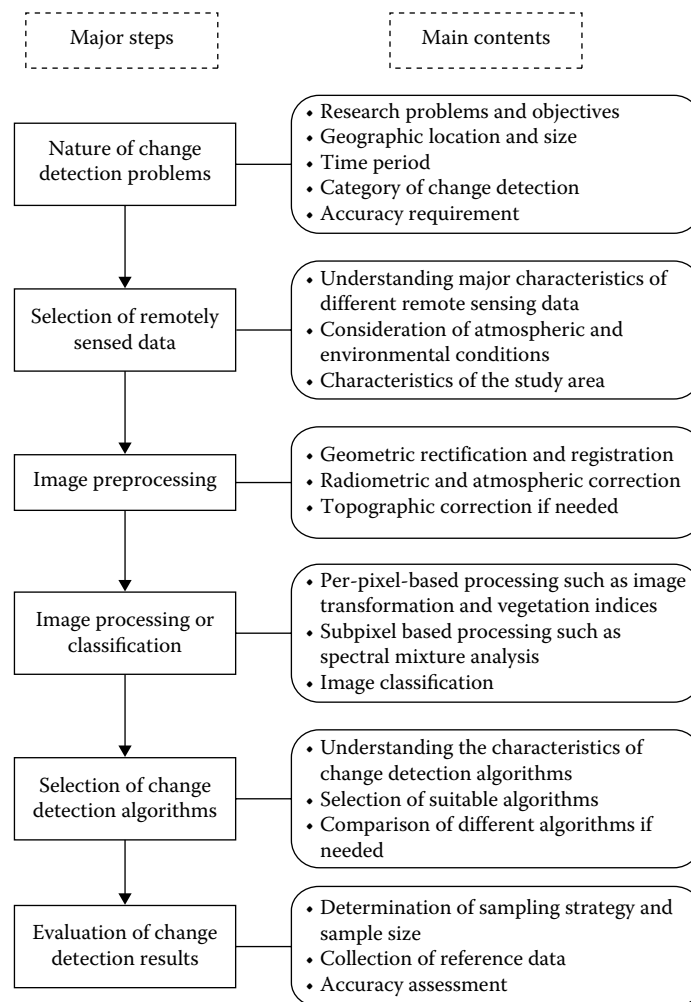 Major steps
Main contents
Nature of change
detection problems
• Research problems and objectives
• Geographic location and size
• Time period
• Category of change detection
• Accuracy requirement
Selection of remotely
sensed data
• Understanding major characteristics of
different remote sensing data
• Consideration of atmospheric and
environmental conditions
• Characteristics of the study area
Image preprocessing
• Geometric rectification and registration
• Radiometric and atmospheric correction
• Topographic correction if needed
Image processing or
classification
• Per-pixel-based processing such as image
transformation and vegetation indices
• Subpixel based processing such as
spectral mixture analysis
• Image classification
Selection of change
detection algorithms
• Understanding the characteristics of
change detection algorithms
• Selection of suitable algorithms
• Comparison of different algorithms if
needed
Evaluation of change
detection results
• Determination of sampling strategy and
sample size
• Collection of reference data
• Accuracy assessment